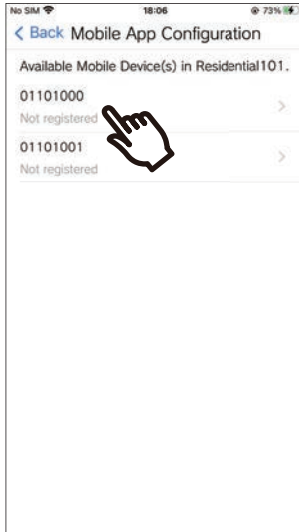 No SIM 18:06 73%
Back Mobile App Configuration
Available Mobile Device(s) in Residential101.
01101000
Not registered
01101001
Not registered